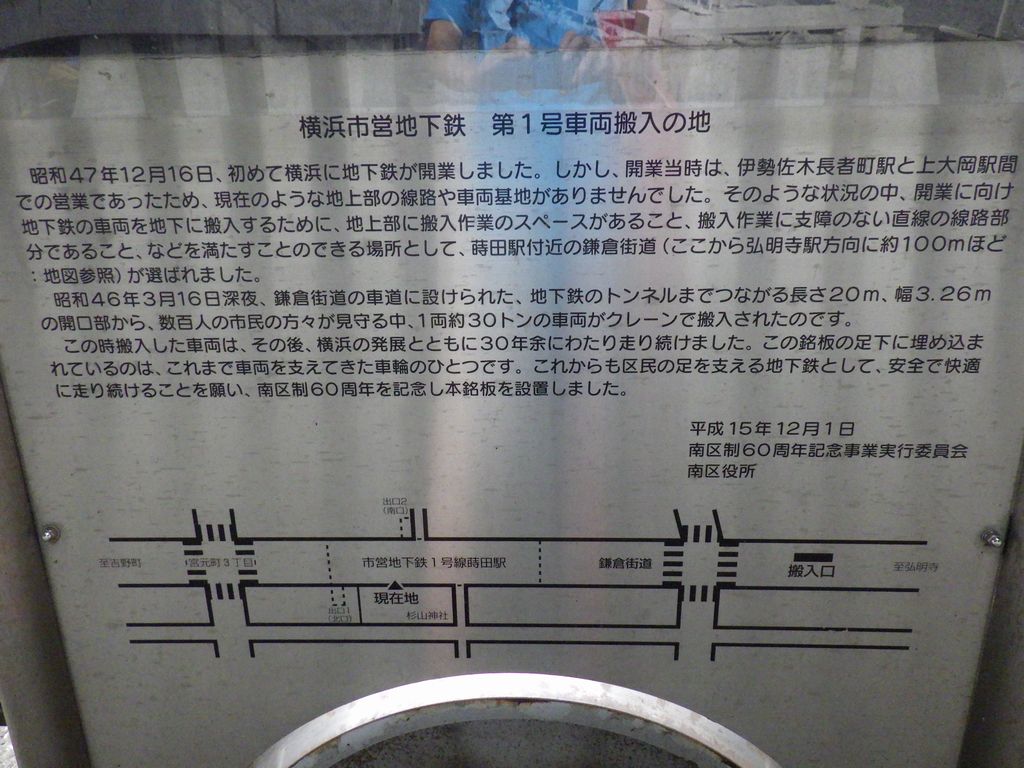 横浜市営地下鉄　第１号車両搬入の地
昭和47年12月16日、初めて横浜に地下鉄が開業しました。しかし、開業当時は、伊勢佐木長者町駅と上大岡駅間
での営業であったため、現在のような地上部の線路や車両基地がありませんでした。そのような状況の中、開業に向け
地下鉄の車両を地下に搬入するために、地上部に搬入作業のスペースがあること、搬入作業に支障のない直線の線路部
分であること、などを満たすことのできる場所として、蒔田駅付近の鎌倉街道（ここから弘明寺駅方向に約100ｍほど
：地図参照）が選ばれました。
昭和46年3月16日深夜、鎌倉街道の車道に設けられた、地下鉄のトンネルまでつながる長さ20ｍ、幅3.26ｍ
の開口部から、数百人の市民の方々が見守る中、1両約30トンの車両がクレーンで搬入されたのです。
この時搬入した車両は、その後、横浜の発展とともに30年余にわたり走り続けました。この銘板の足下に埋め込ま
れているのは、これまで車両を支えてきた車輪のひとつです。これからも区民の足を支える地下鉄として、安全で快適
に走り続けることを願い、南区制60周年を記念し本銘板を設置しました。
平成15年12月1日
南区制60周年記念事業実行委員会
南区役所
出口2
（南口）
至吉野町
宮元町３丁目
市営地下鉄１号線蒔田駅
鎌倉街道
搬入口
至弘明寺
現在地
出口1
（北口）
杉山神社